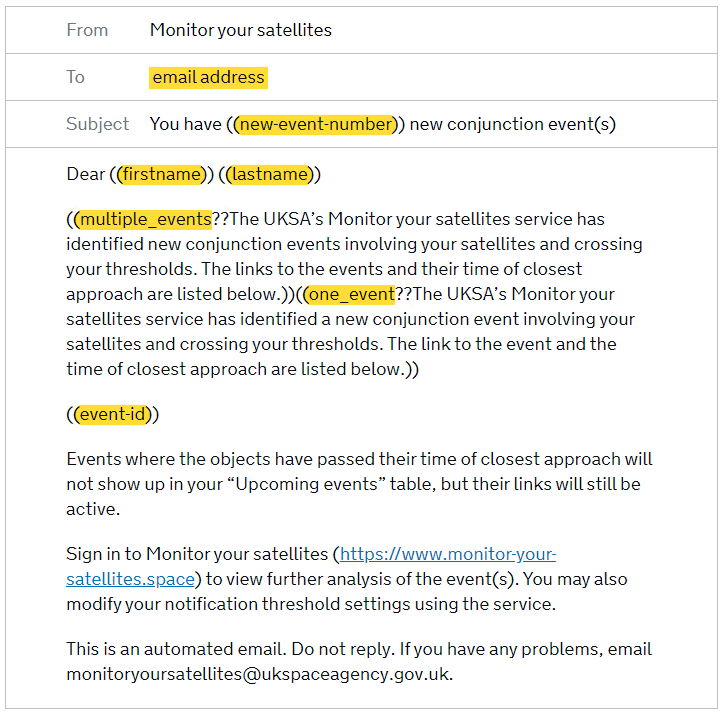 From Monitor your satellites
To email address
Subject You have ((new-event-number)) new conjunction event(s)
Dear ((firstname)) ((lastname))
((multiple_events??The UKSA’s Monitor your satellites service has
identified new conjunction events involving your satellites and crossing
your thresholds. The links to the events and their time of closest
approach are listed below.))((one_event??The UKSA’s Monitor your
satellites service has identified a new conjunction event involving your
satellites and crossing your thresholds. The link to the event and the
time of closest approach are listed below.))
((event-id))
Events where the objects have passed their time of closest approach will
not show up in your “Upcoming events” table, but their links will still be
active.
Sign in to Monitor your satellites (https://www.monitor-your-
satellites.space) to view further analysis of the event(s). You may also
modify your notification threshold settings using the service.
This is an automated email. Do not reply. If you have any problems, email
monitoryoursatellites@ukspaceagency.gov.uk.